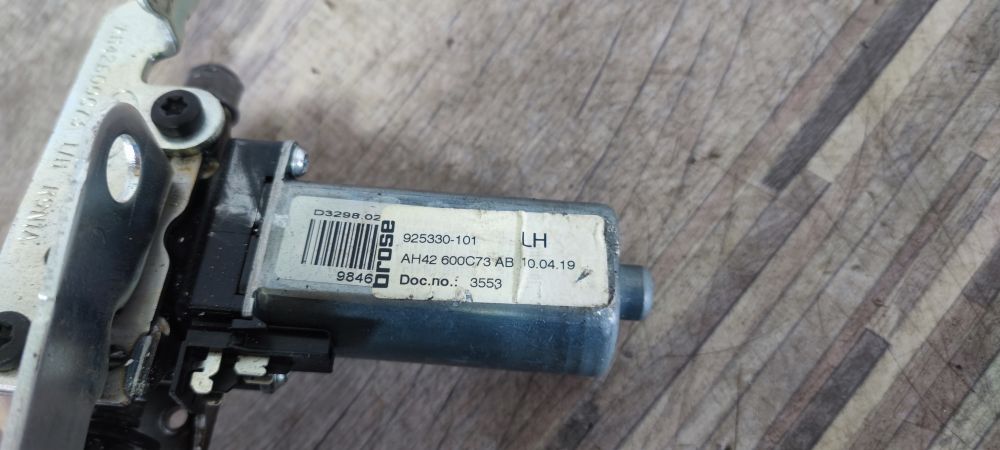 D3298.02
9846
brose
925330-101 LH
AH42 600C73 AB 10.04.19
Doc.no.: 3553